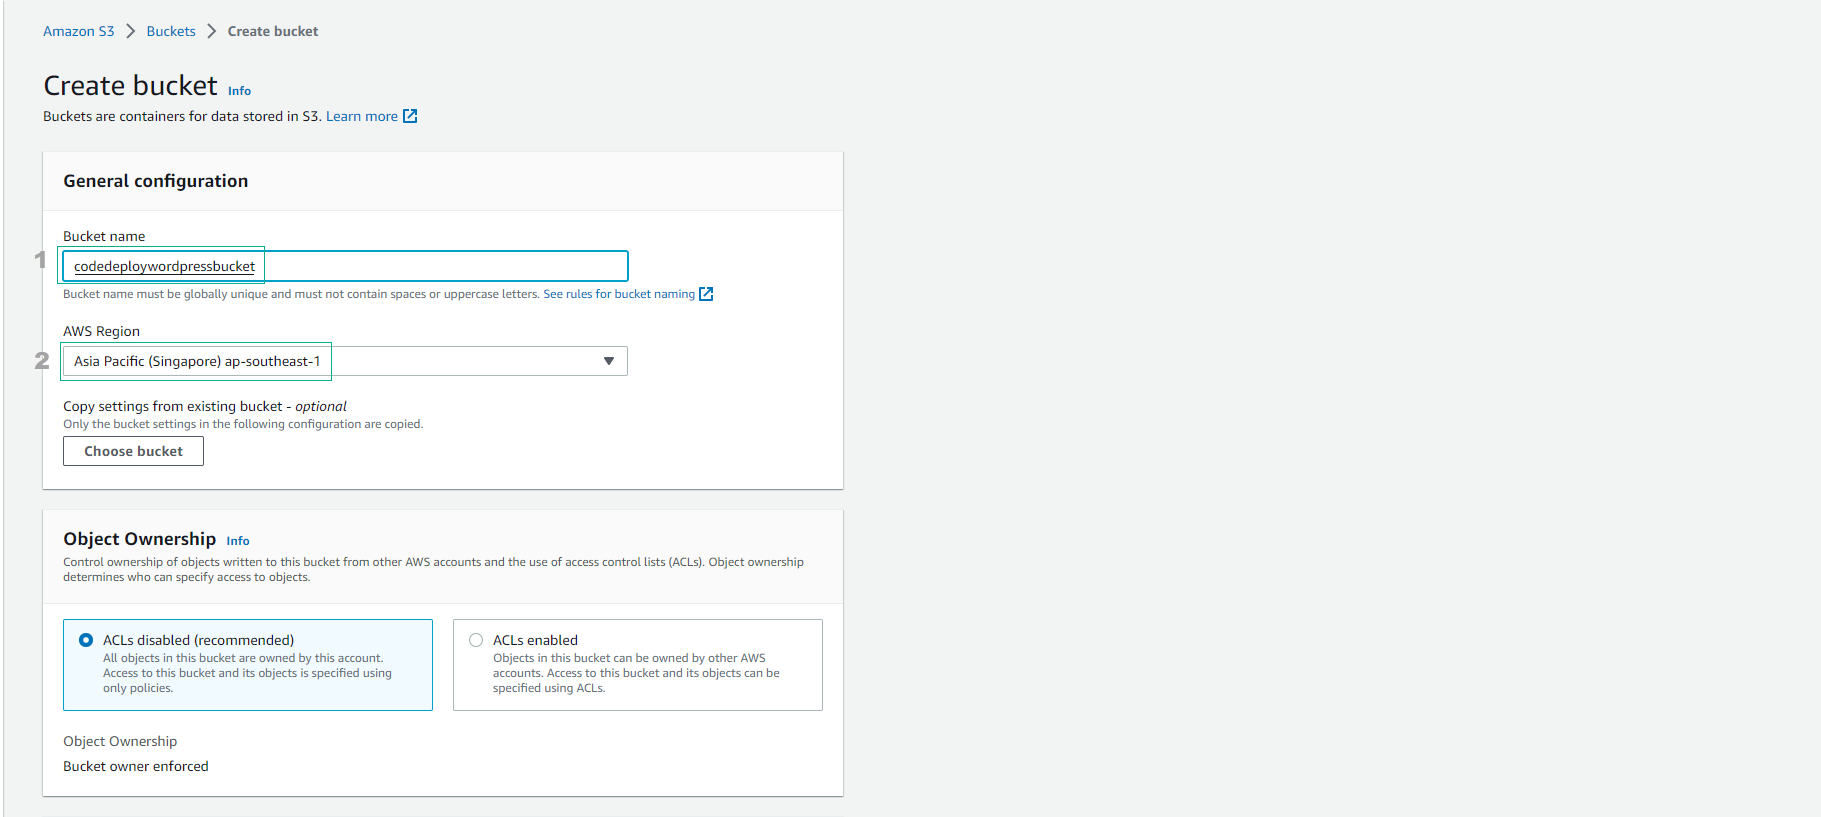 Amazon S3 > Buckets > Create bucket
Create bucket Info
Buckets are containers for data stored in S3. Learn more
General configuration
Bucket name
1 codedeploywordpressbucket
Bucket name must be globally unique and must not contain spaces or uppercase letters. See rules for bucket naming
AWS Region
2 Asia Pacific (Singapore) ap-southeast-1
Copy settings from existing bucket - optional
Only the bucket settings in the following configuration are copied.
Choose bucket
Object Ownership Info
Control ownership of objects written to this bucket from other AWS accounts and the use of access control lists (ACLs). Object ownership
determines who can specify access to objects.
ACLs disabled (recommended)
All objects in this bucket are owned by this account.
Access to this bucket and its objects is specified using
only policies.
ACLs enabled
Objects in this bucket can be owned by other AWS
accounts. Access to this bucket and its objects can be
specified using ACLs.
Object Ownership
Bucket owner enforced